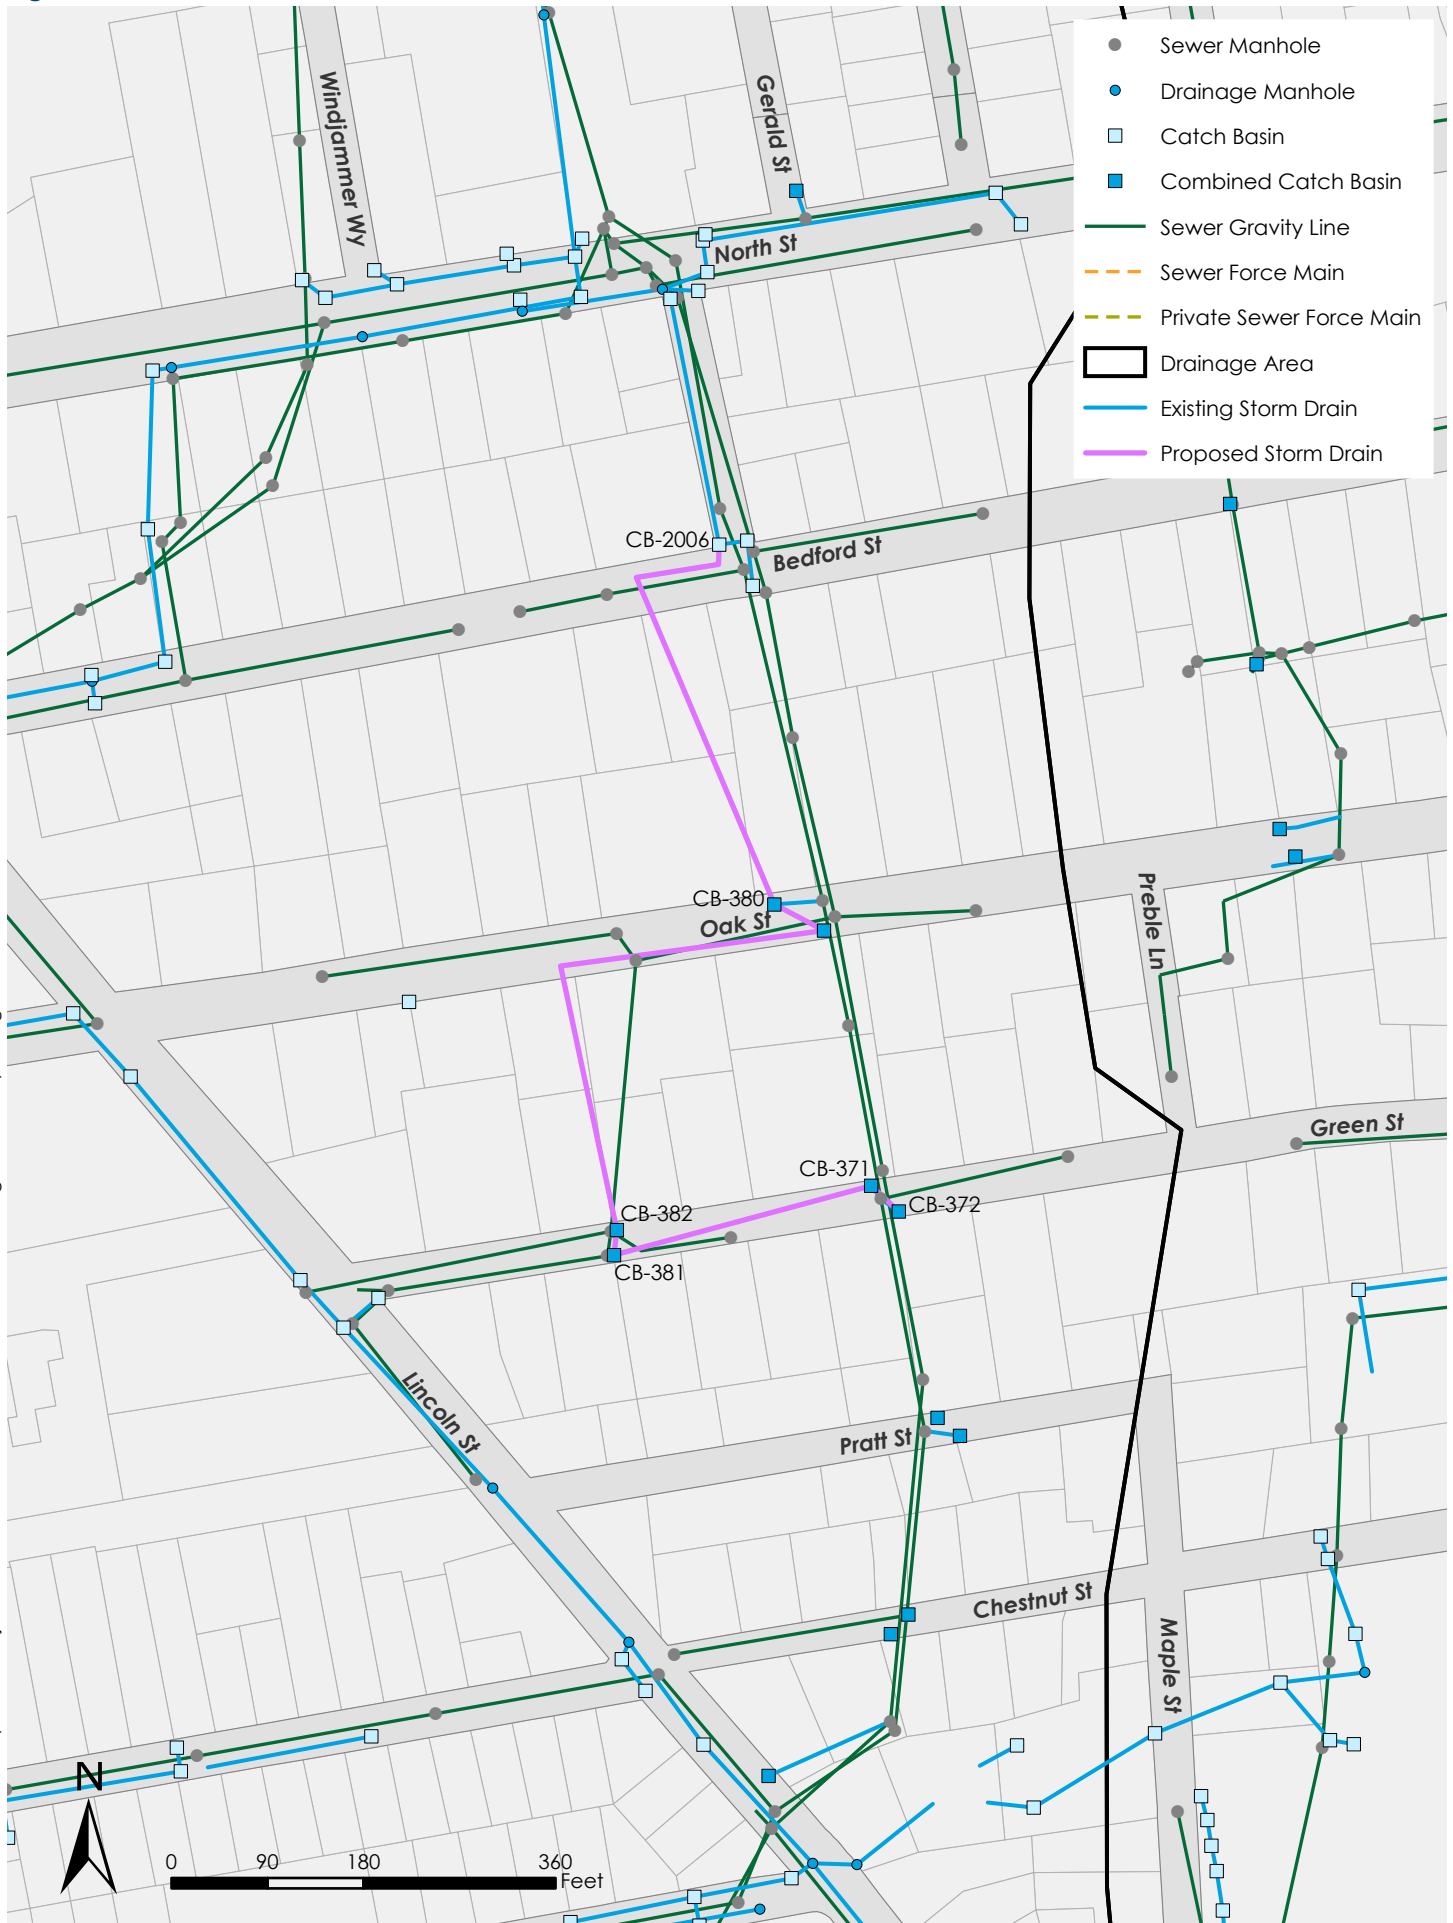 Sewer Manhole
Drainage Manhole
Catch Basin
Combined Catch Basin
Sewer Gravity Line
Sewer Force Main
Private Sewer Force Main
Drainage Area
Existing Storm Drain
Proposed Storm Drain
Windjammer Wy
Gerald St
North St
CB-2006
Bedford St
CB-380
Oak St
Preble Ln
Green St
CB-371
CB-372
CB-382
CB-381
Lincoln St
Pratt St
Chestnut St
Maple St
N
0 90 180 360
Feet